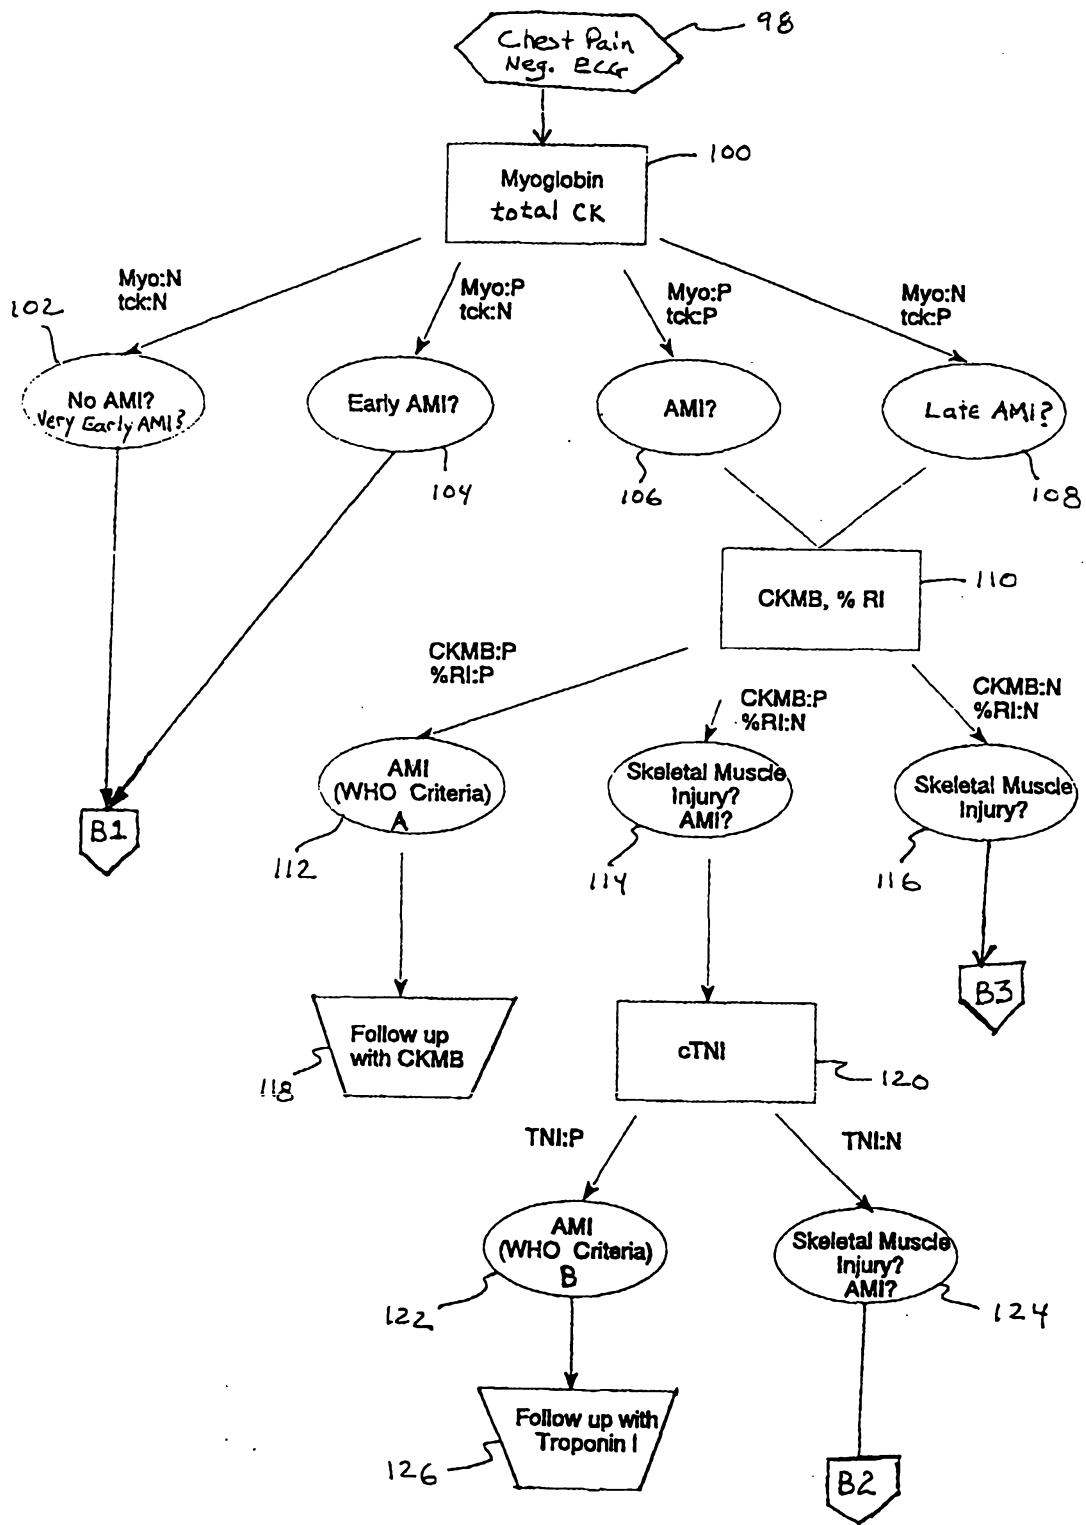 Chest Pain
Neg. ECG
98
Myoglobin
total CK
100
Myo:N
tck:N
Myo:P
tck:N
Myo:P
tck:P
Myo:N
tck:P
102
No AMI?
Very Early AMI?
Early AMI?
AMI?
Late AMI?
104
106
108
CKMB, % RI
110
CKMB:P
%RI:P
CKMB:P
%RI:N
CKMB:N
%RI:N
AMI
(WHO Criteria)
A
Skeletal Muscle
Injury?
AMI?
Skeletal Muscle
Injury?
B1
112
114
116
Follow up
with CKMB
118
cTNI
120
B3
TNI:P
TNI:N
AMI
(WHO Criteria)
B
Skeletal Muscle
Injury?
AMI?
122
124
Follow up with
Troponin I
126
B2